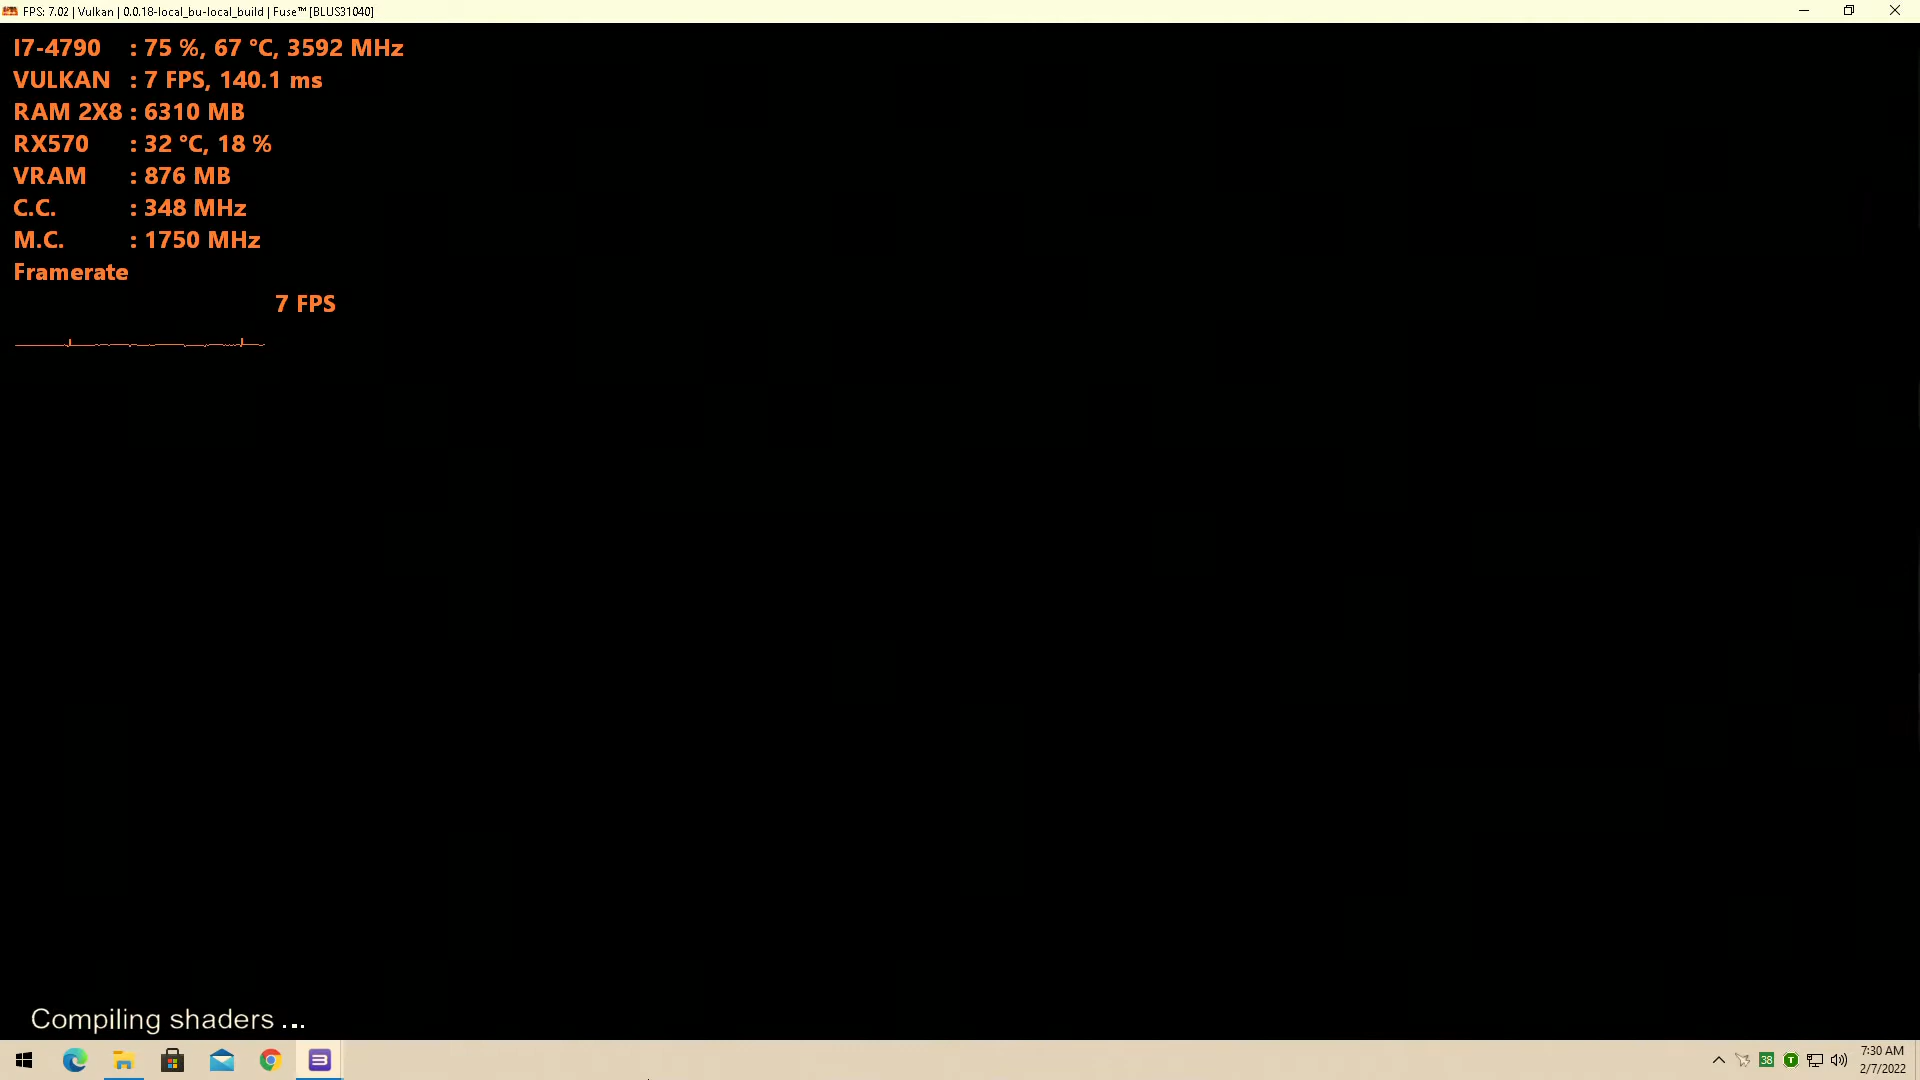 FPS: 7.02 | Vulkan | 0.0.18-local_bu-local_build | Fuse™ [BLUS31040]
I7-4790 : 75 %, 67 °C, 3592 MHz
VULKAN : 7 FPS, 140.1 ms
RAM 2X8 : 6310 MB
RX570 : 32 °C, 18 %
VRAM : 876 MB
C.C. : 348 MHz
M.C. : 1750 MHz
Framerate
7 FPS
Compiling shaders ...
38
T
7:30 AM
2/7/2022